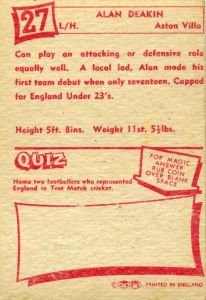 27
ALAN DEAKIN
L/H. Aston Villa
Can play an attacking or defensive role
equally well. A local lad, Alan made his
first team debut when only seventeen. Capped
for England Under 23's.
Height 5ft. 8ins. Weight 11st. 5½lbs.
QUIZ
FOR MAGIC
ANSWER
RUB COIN
OVER BLANK
SPACE
Name two footballers who represented
England in Test Match cricket.
PRINTED IN ENGLAND